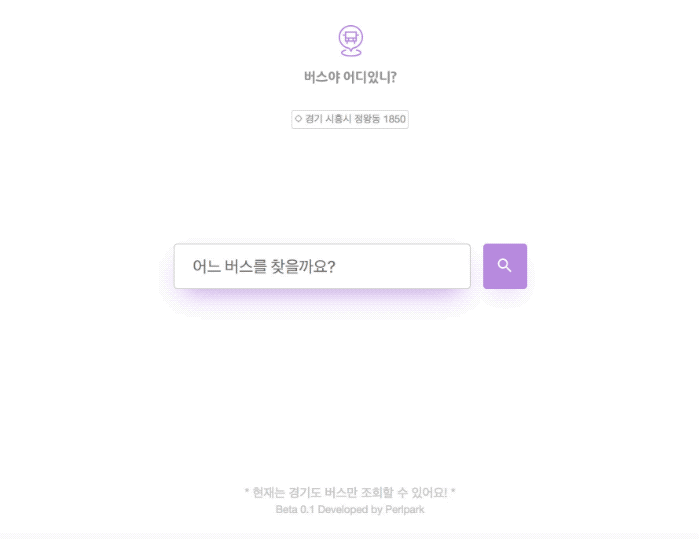 버스야 어디있니?
◇ 경기 시흥시 정왕동 1850
어느 버스를 찾을까요?
* 현재는 경기도 버스만 조회할 수 있어요! *
Beta 0.1 Developed by Perlpark